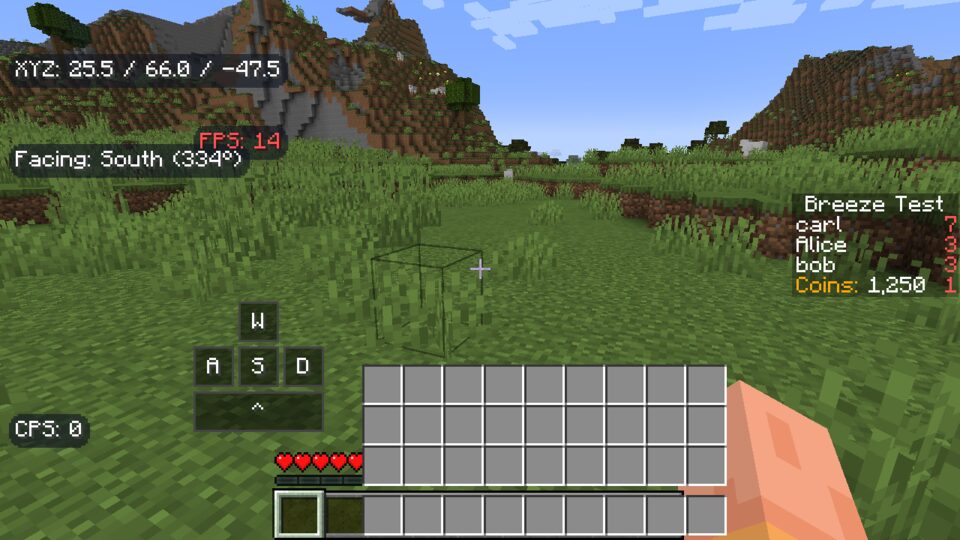 XYZ: 25.5 / 66.0 / -47.5
FPS: 14
Facing: South (334º)
Breeze Test
carl 7
Alice 3
bob 3
Coins: 1,250 1
W
A S D
^
CPS: 0